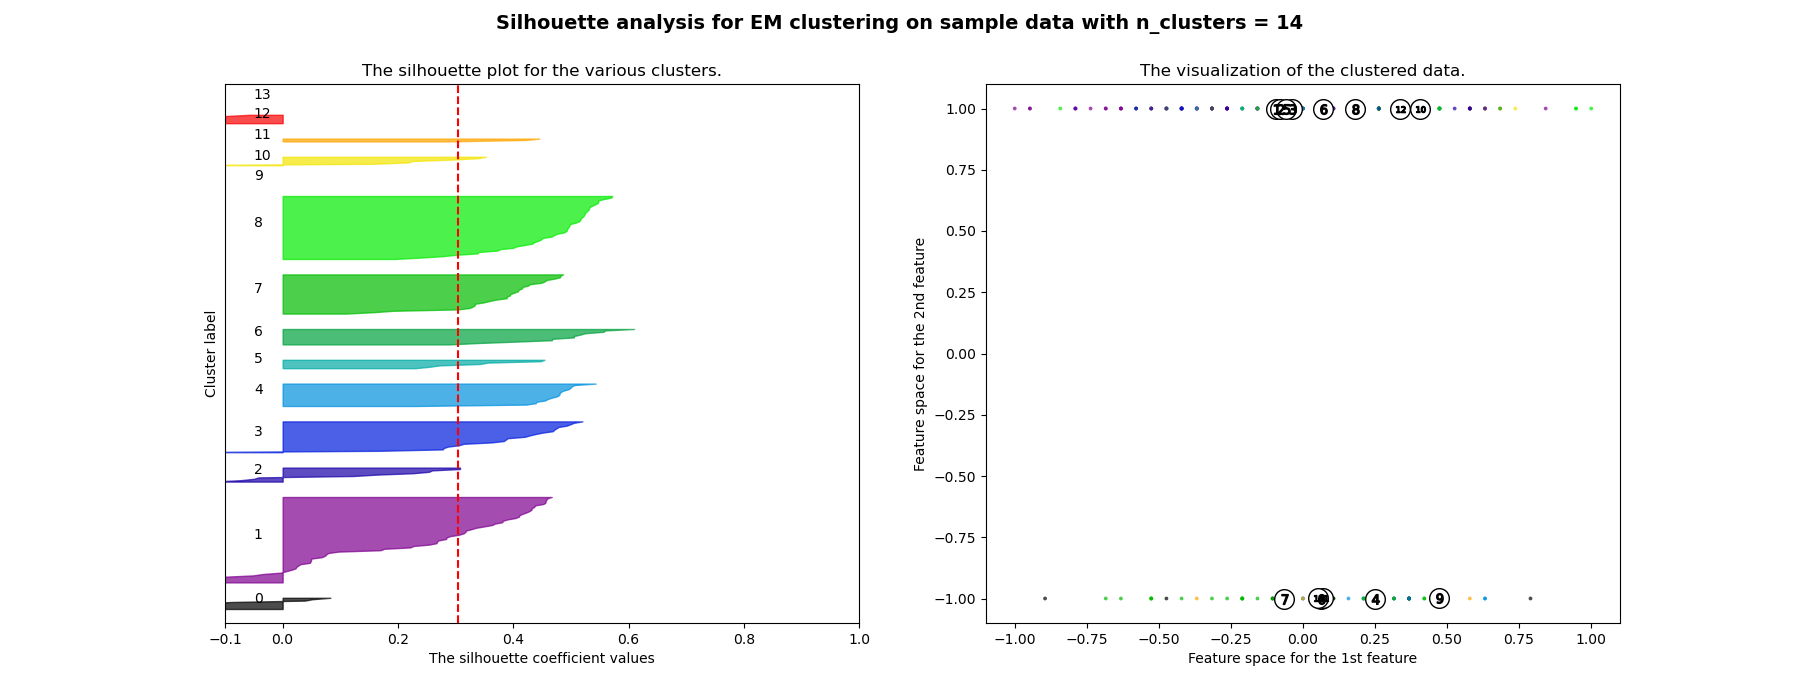 Silhouette analysis for EM clustering on sample data with n_clusters = 14
The silhouette plot for the various clusters.
13
12
11
10
9
8
7
6
5
4
3
2
1
0
Cluster label
−0.1 0.0 0.2 0.4 0.6 0.8 1.0
The silhouette coefficient values
The visualization of the clustered data.
1.00
0.75
0.50
0.25
0.00
−0.25
−0.50
−0.75
−1.00
Feature space for the 2nd feature
3 6 8 12 10
7 4 9
−1.00 −0.75 −0.50 −0.25 0.00 0.25 0.50 0.75 1.00
Feature space for the 1st feature